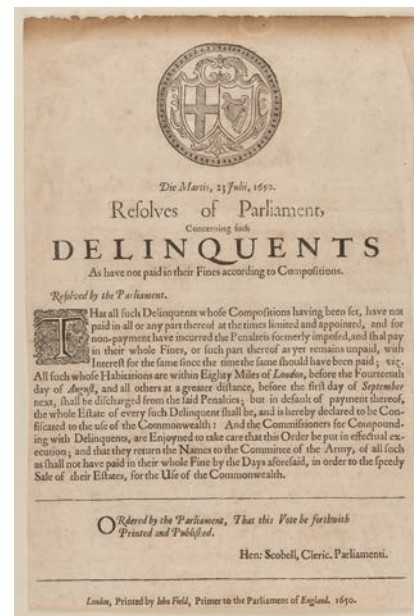 Die Martis, 23 Julii, 1650.
Resolves of Parliament,
Concerning such
DELINQUENTS
As have not paid in their Fines according to Compositions.
Resolved by the Parliament.
THat all such Delinquents whose Compositions having been set, have not
paid in all or any part thereof at the times limited and appointed, and for
non-payment have incurred the Penalteis formerly imposed, and shal pay
in their whole Fines, or such part thereof as yet remains unpaid, with
Interest for the same since the time the same should have been paid; viz.
All such whose Habitations are within Eighty Miles of London, before the Fourteenth
day of August, and all others at a greater distance, before the first day of September
next, shall be discharged from the said Penalties; but in default of payment thereof,
the whole Estate of every such Delinquent shall be, and is hereby declared to be Con-
fiscated to the use of the Commonwealth: And the Commissioners for Compound-
ing with Delinquents, are Enjoyned to take care that this Order be put in effectual ex-
ecution; and that they return the Names to the Committee of the Army, of all such
as shall not have paid in their whole Fine by the Days aforesaid, in order to the speedy
Sale of their Estates, for the Use of the Commonwealth.
ORdered by the Parliament, That this Vote be forthwith
Printed and Published.
Hen: Scobell, Cleric. Parliamenti.
London, Printed by John Field, Printer to the Parliament of England. 1650.